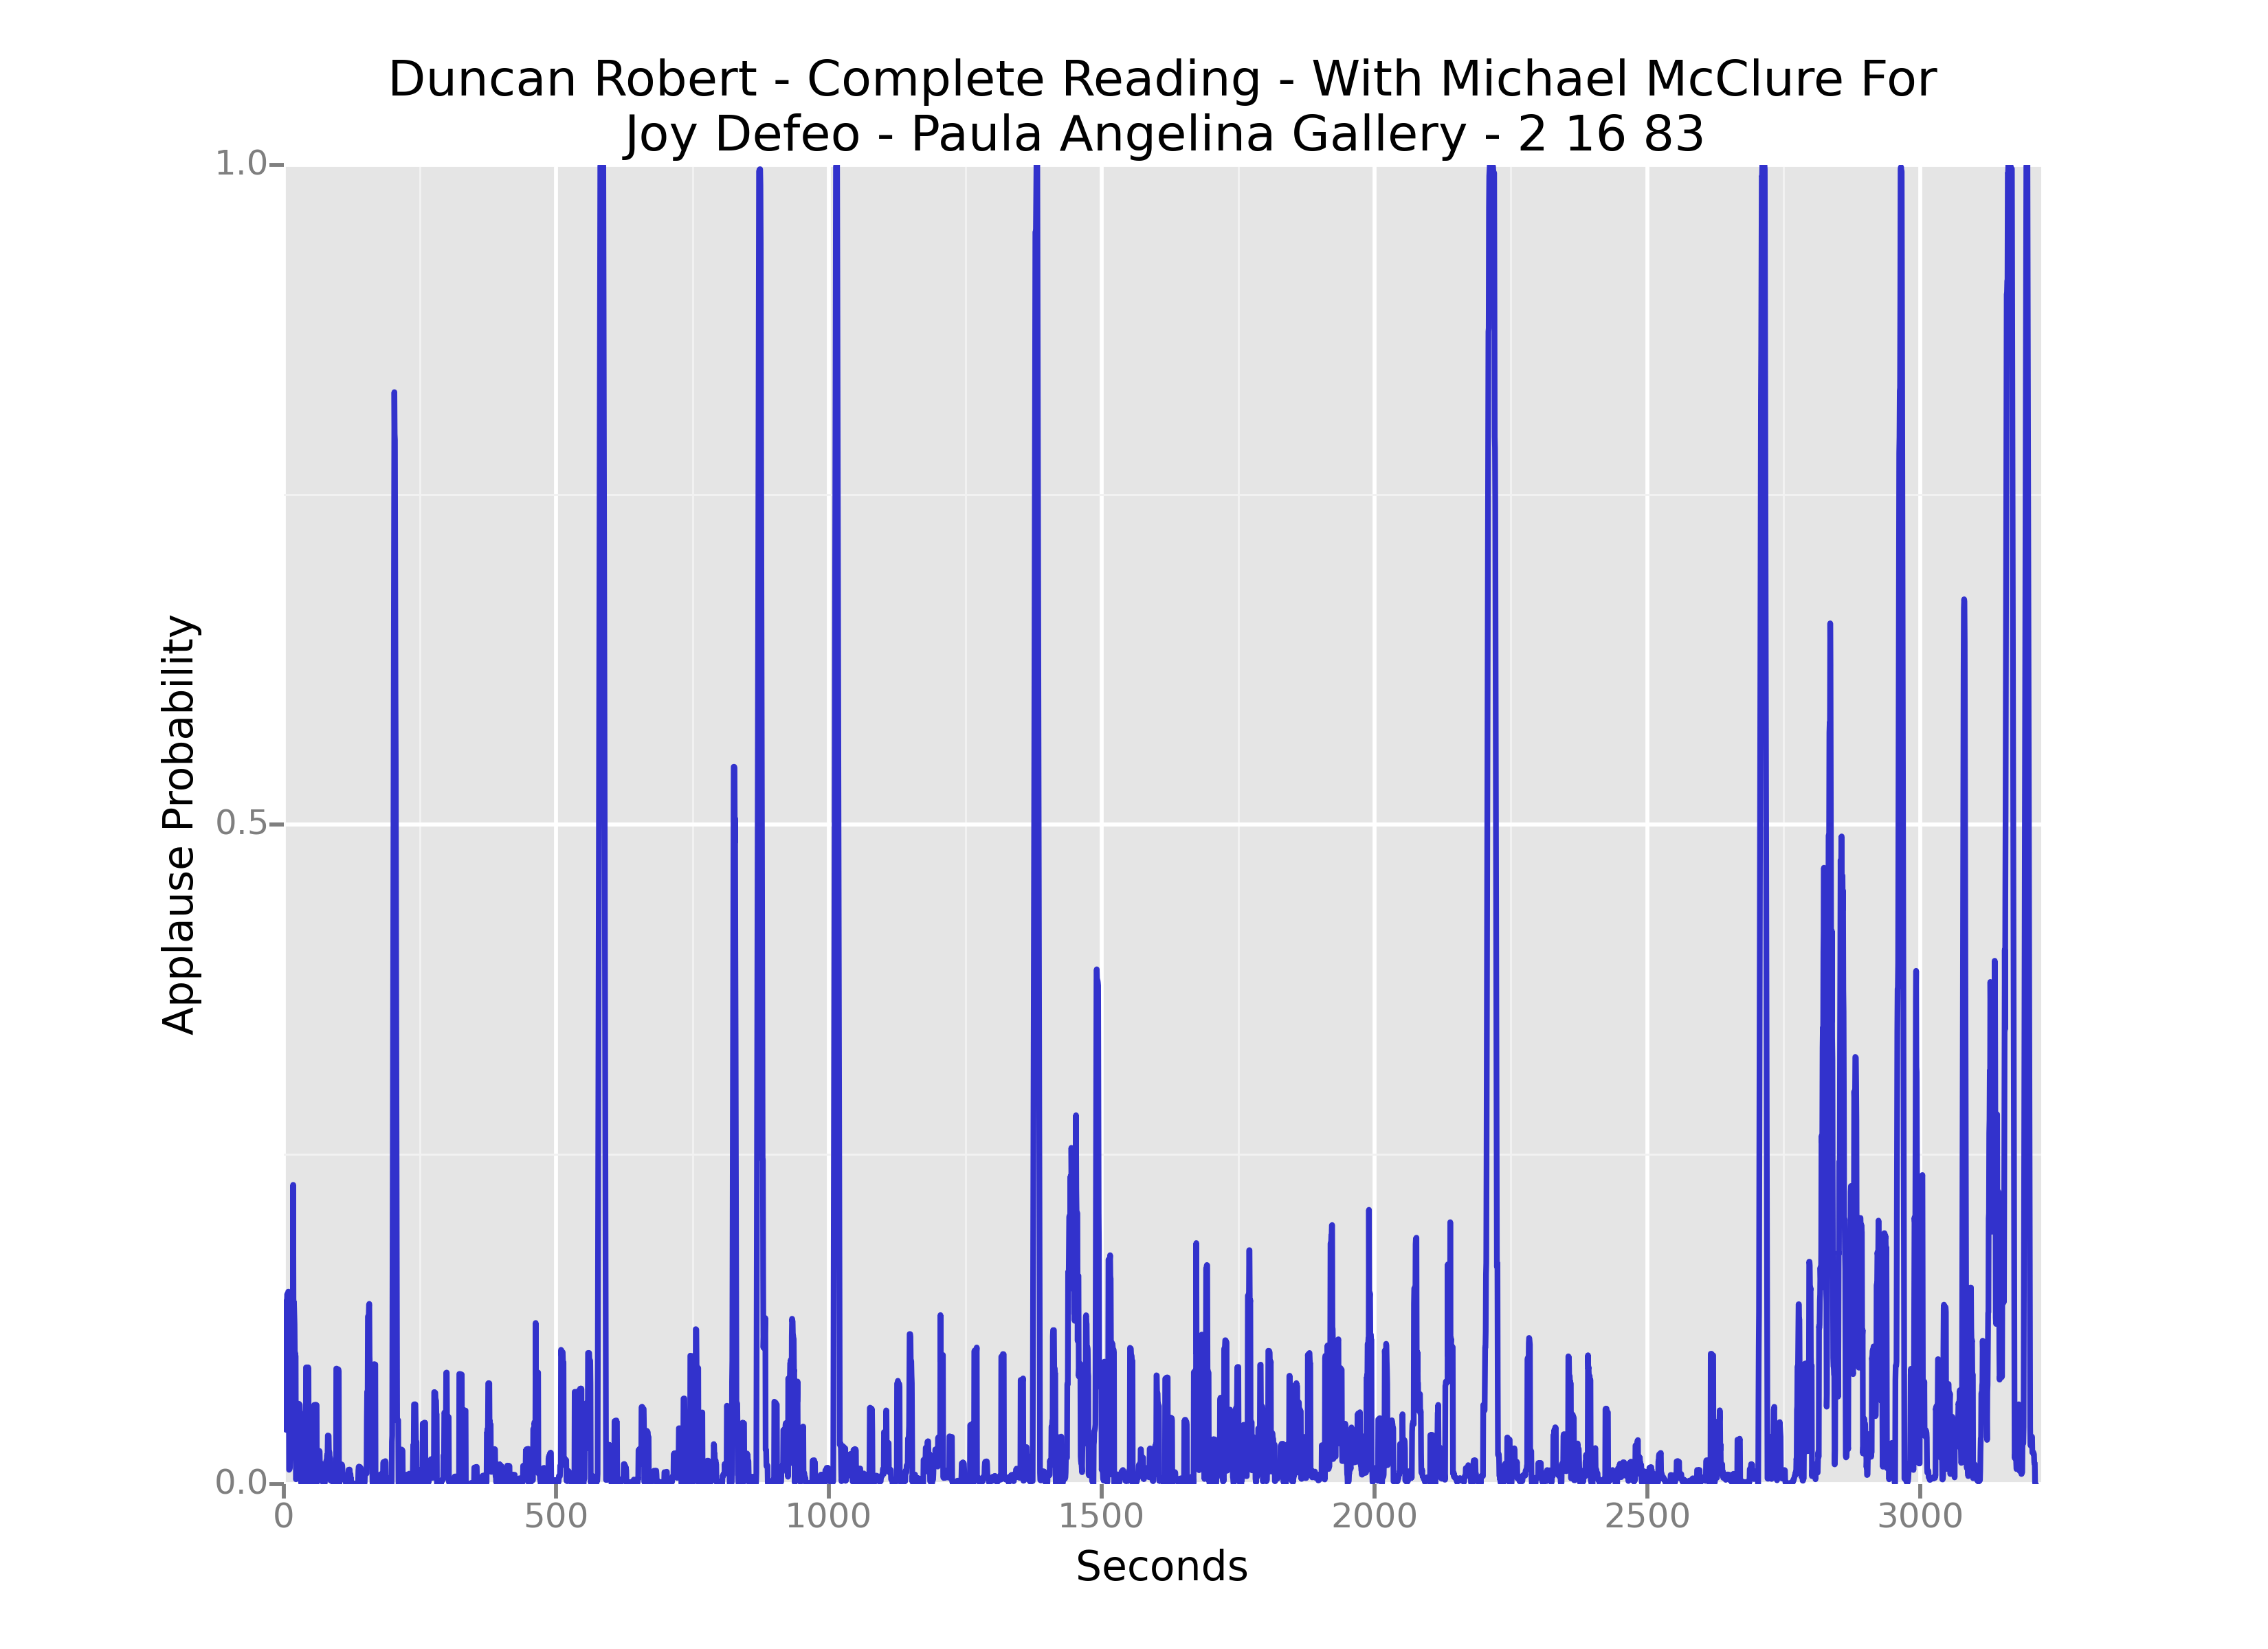 Duncan Robert - Complete Reading - With Michael McClure For
Joy Defeo - Paula Angelina Gallery - 2 16 83
1.0
0.5
0.0
Applause Probability
0
500
1000
1500
2000
2500
3000
Seconds